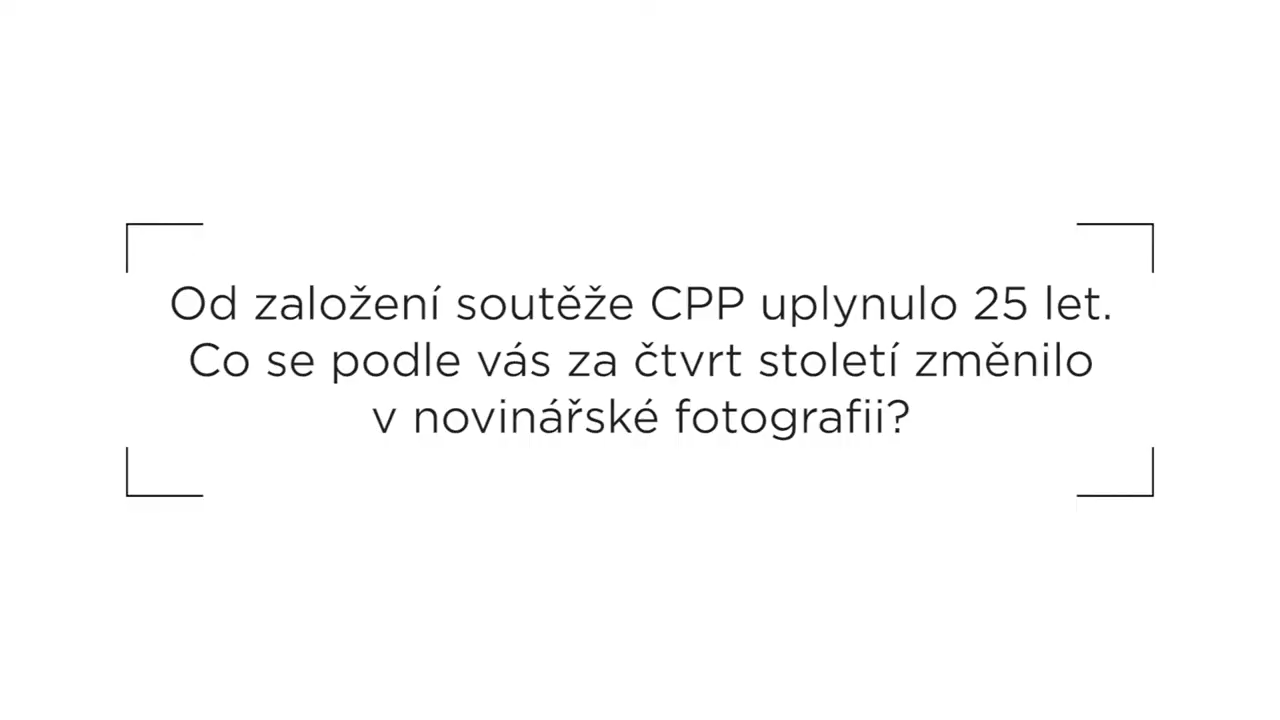 Od založení soutěže CPP uplynulo 25 let.
Co se podle vás za čtvrt století změnilo
v novinářské fotografii?